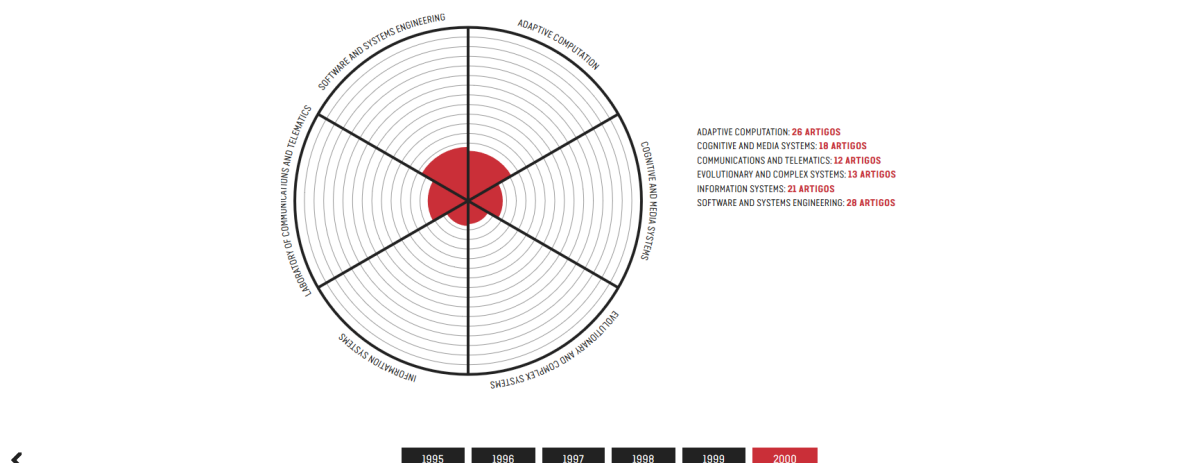 SOFTWARE AND SYSTEMS ENGINEERING
ADAPTIVE COMPUTATION
LABORATORY OF COMMUNICATIONS AND TELEMATICS
COGNITIVE AND MEDIA SYSTEMS
INFORMATION SYSTEMS
EVOLUTIONARY AND COMPLEX SYSTEMS
ADAPTIVE COMPUTATION: 26 ARTIGOS
COGNITIVE AND MEDIA SYSTEMS: 18 ARTIGOS
COMMUNICATIONS AND TELEMATICS: 12 ARTIGOS
EVOLUTIONARY AND COMPLEX SYSTEMS: 13 ARTIGOS
INFORMATION SYSTEMS: 21 ARTIGOS
SOFTWARE AND SYSTEMS ENGINEERING: 28 ARTIGOS
1995 1996 1997 1998 1999 2000